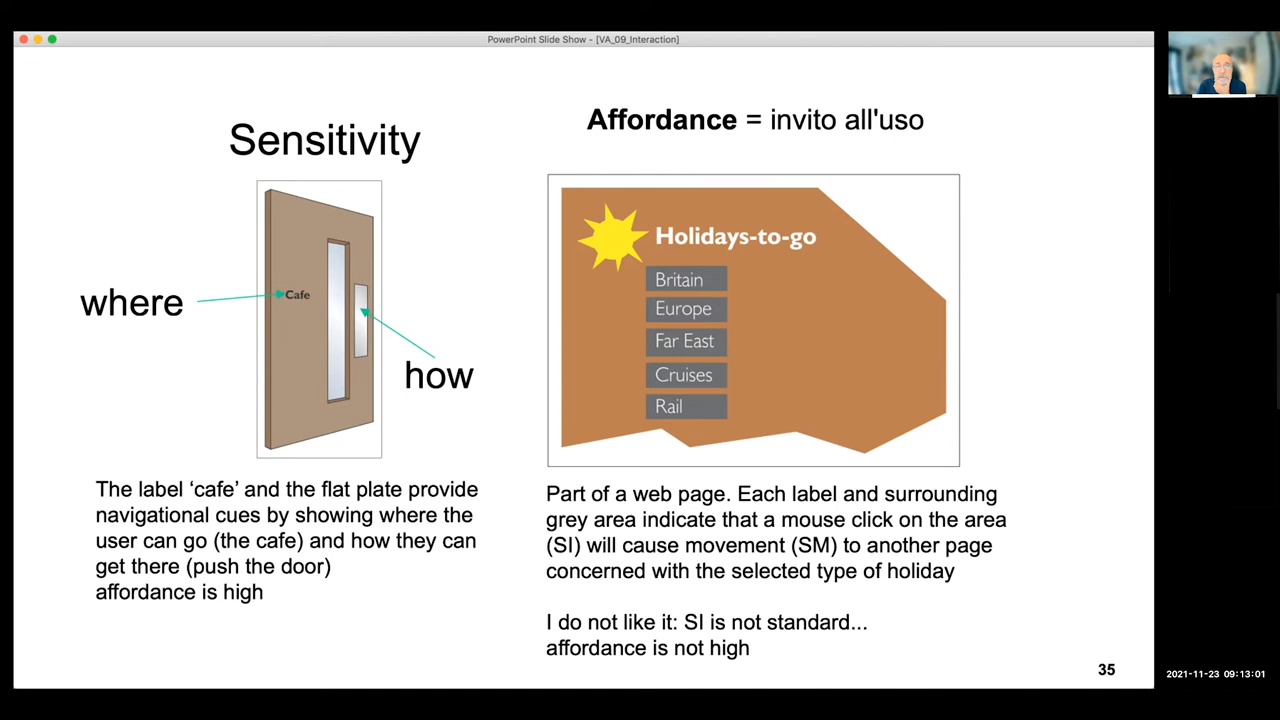 PowerPoint Slide Show - [VA_09_Interaction]
Sensitivity
Affordance = invito all'uso
where
Cafe
how
Holidays-to-go
Britain
Europe
Far East
Cruises
Rail
The label ‘cafe’ and the flat plate provide
navigational cues by showing where the
user can go (the cafe) and how they can
get there (push the door)
affordance is high
Part of a web page. Each label and surrounding
grey area indicate that a mouse click on the area
(SI) will cause movement (SM) to another page
concerned with the selected type of holiday
I do not like it: SI is not standard...
affordance is not high
35
2021-11-23 09:13:01